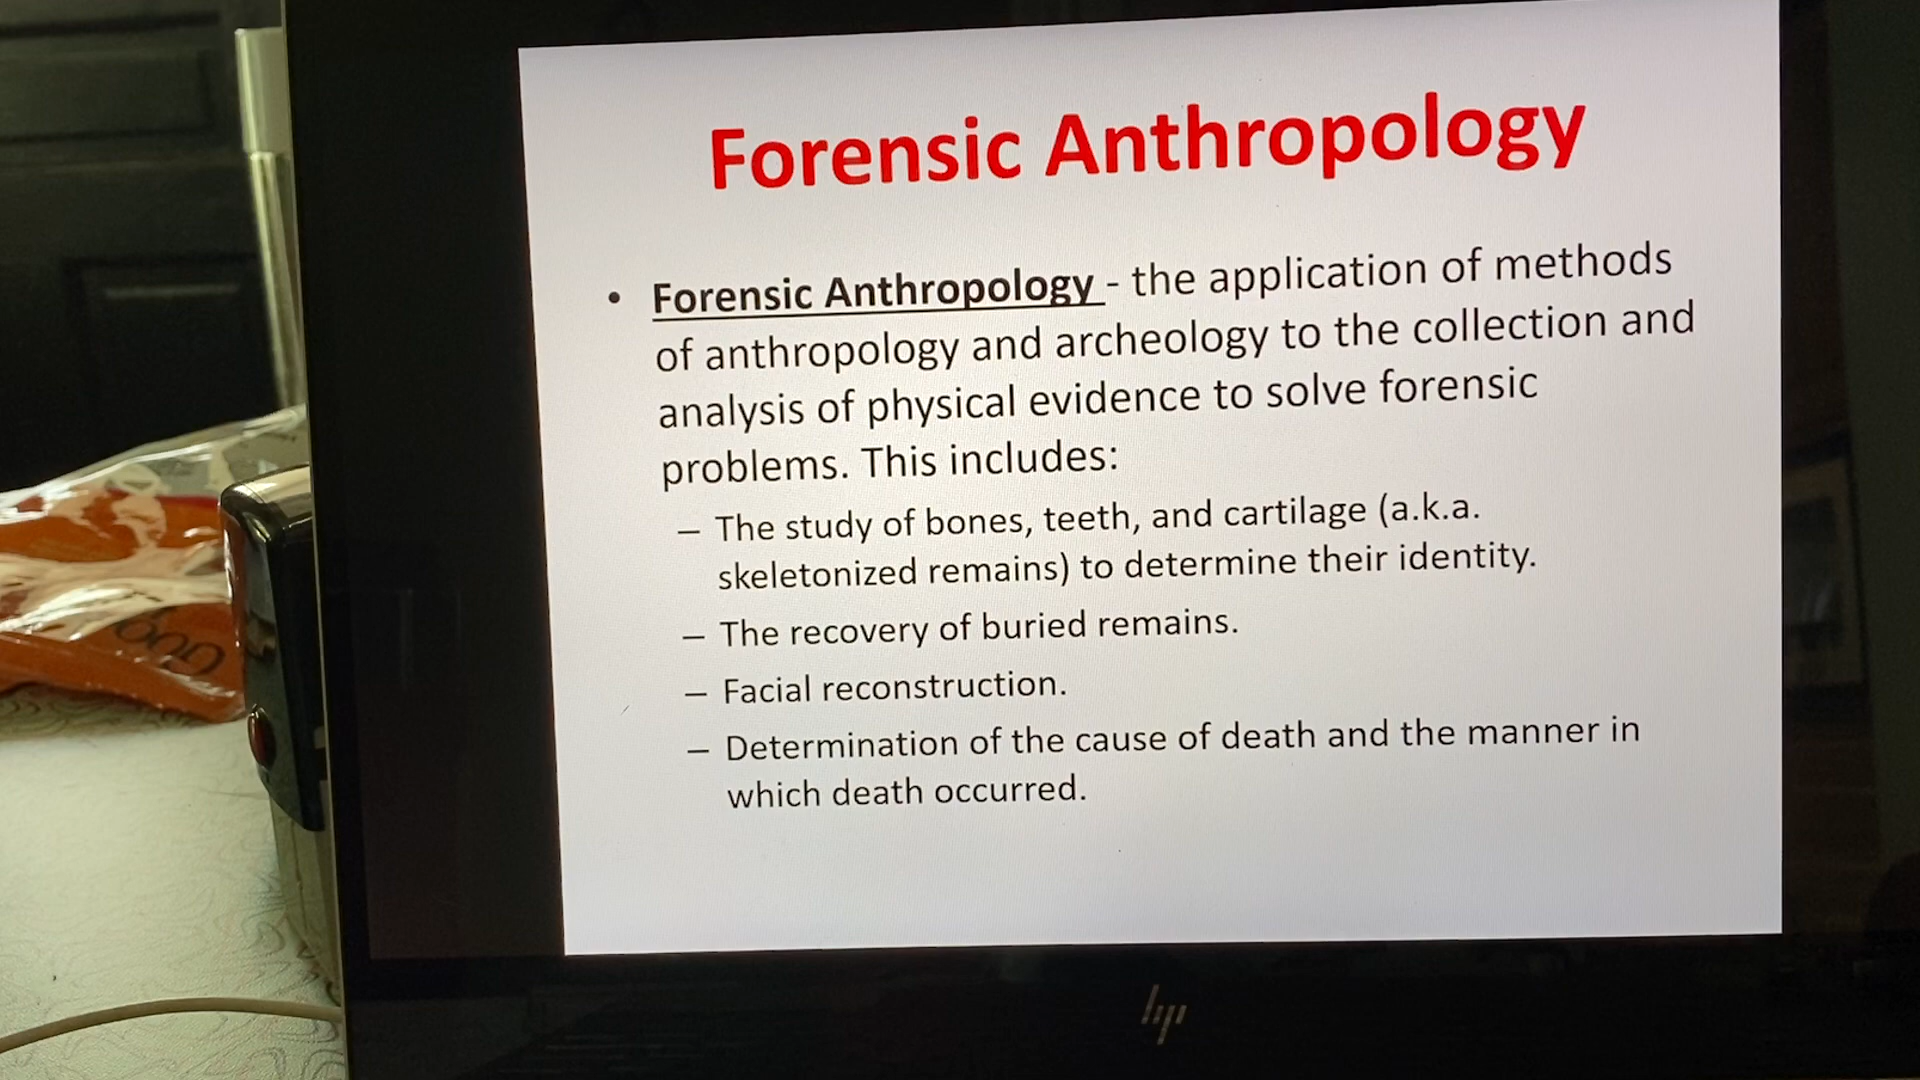 Forensic Anthropology
• Forensic Anthropology - the application of methods
of anthropology and archeology to the collection and
analysis of physical evidence to solve forensic
problems. This includes:
– The study of bones, teeth, and cartilage (a.k.a.
skeletonized remains) to determine their identity.
– The recovery of buried remains.
– Facial reconstruction.
– Determination of the cause of death and the manner in
which death occurred.
hp